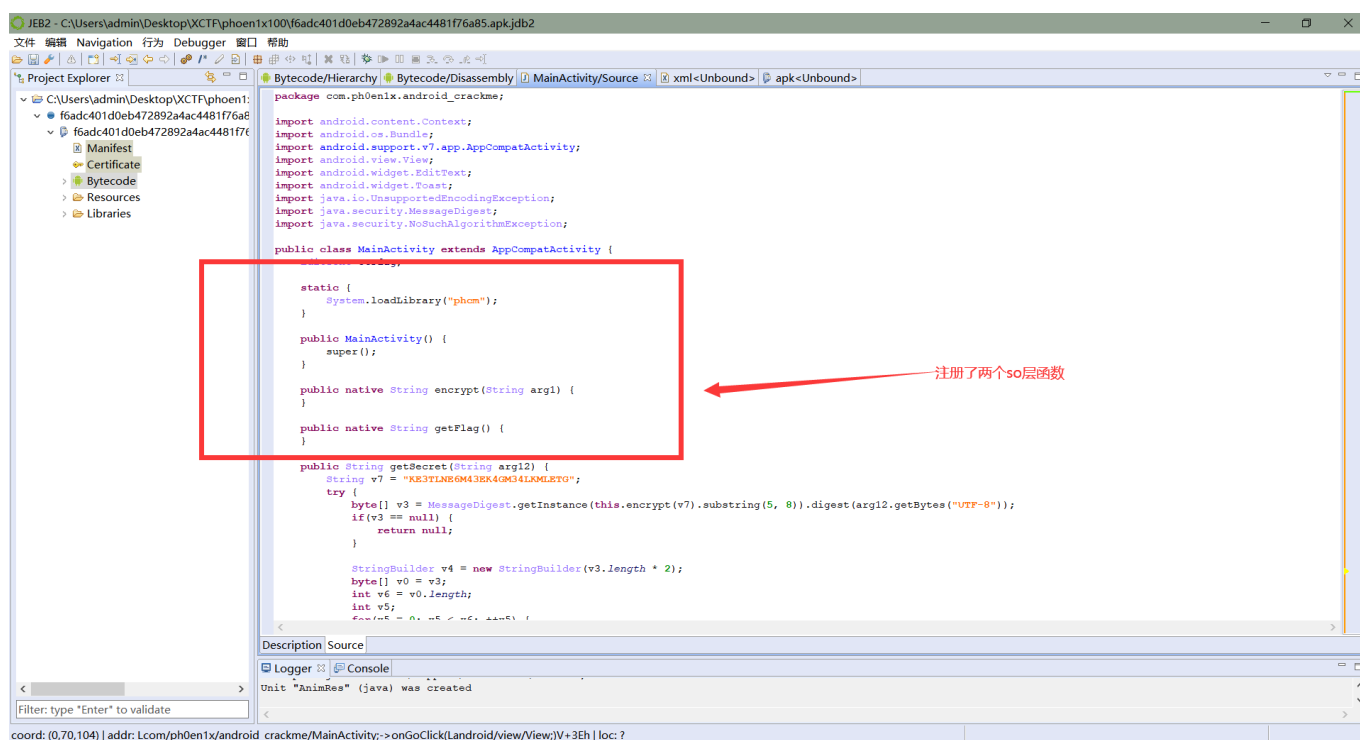 JEB2 - C:\Users\admin\Desktop\XCTF\phoen1x100\f6adc401d0eb472892a4ac4481f76a85.apk.jdb2
文件 编辑 Navigation 行为 Debugger 窗口 帮助
Project Explorer
Bytecode/Hierarchy Bytecode/Disassembly MainActivity/Source xml<Unbound> apk<Unbound>
C:\Users\admin\Desktop\XCTF\phoen1:
f6adc401d0eb472892a4ac4481f76a8
f6adc401d0eb472892a4ac4481f76
Manifest
Certificate
Bytecode
Resources
Libraries
package com.ph0en1x.android_crackme;
import android.content.Context;
import android.os.Bundle;
import android.support.v7.app.AppCompatActivity;
import android.view.View;
import android.widget.EditText;
import android.widget.Toast;
import java.io.UnsupportedEncodingException;
import java.security.MessageDigest;
import java.security.NoSuchAlgorithmException;
public class MainActivity extends AppCompatActivity {
static {
System.loadLibrary("phcm");
}
public MainActivity() {
super();
}
public native String encrypt(String arg1) {
}
public native String getFlag() {
}
注册了两个so层函数
public String getSecret(String arg12) {
String v7 = "KE3TLNE6M43EK4GM34LKMLETG";
try {
byte[] v3 = MessageDigest.getInstance(this.encrypt(v7).substring(5, 8)).digest(arg12.getBytes("UTF-8"));
if(v3 == null) {
return null;
}
StringBuilder v4 = new StringBuilder(v3.length * 2);
byte[] v0 = v3;
int v6 = v0.length;
int v5;
for(v5 = 0; v5 < v6; ++v5) {
Description Source
Logger Console
Unit "AnimRes" (java) was created
Filter: type "Enter" to validate
coord: (0,70,104) | addr: Lcom/ph0en1x/android_crackme/MainActivity;->onGoClick(Landroid/view/View;)V+3Eh | loc: ?